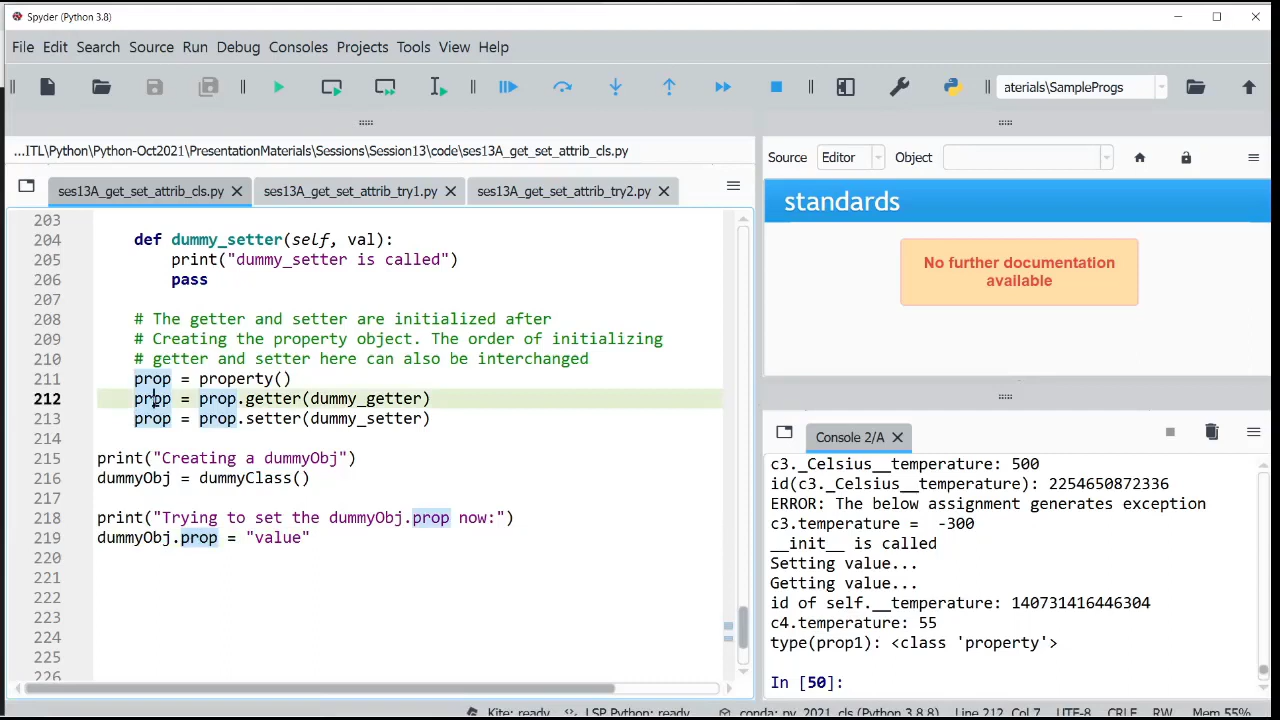 Spyder (Python 3.8)
File Edit Search Source Run Debug Consoles Projects Tools View Help
aterials\SampleProgs
...ITL\Python\Python-Oct2021\PresentationMaterials\Sessions\Session13\code\ses13A_get_set_attrib_cls.py
ses13A_get_set_attrib_cls.py ses13A_get_set_attrib_try1.py ses13A_get_set_attrib_try2.py
203
204 def dummy_setter(self, val):
205 print("dummy_setter is called")
206 pass
207
208 # The getter and setter are initialized after
209 # Creating the property object. The order of initializing
210 # getter and setter here can also be interchanged
211 prop = property()
212 prop = prop.getter(dummy_getter)
213 prop = prop.setter(dummy_setter)
214
215 print("Creating a dummyObj")
216 dummyObj = dummyClass()
217
218 print("Trying to set the dummyObj.prop now:")
219 dummyObj.prop = "value"
220
221
222
223
224
225
226
Source Editor Object
standards
No further documentation
available
Console 2/A
c3._Celsius__temperature: 500
id(c3._Celsius__temperature): 2254650872336
ERROR: The below assignment generates exception
c3.temperature = -300
__init__ is called
Setting value...
Getting value...
id of self.__temperature: 140731416446304
c4.temperature: 55
type(prop1): <class 'property'>
In [50]:
Kite: ready LSP Python: ready conda: py_2021_cls (Python 3.8.8) Line 212, Col 7 UTF-8 CRLF RW Mem 55%